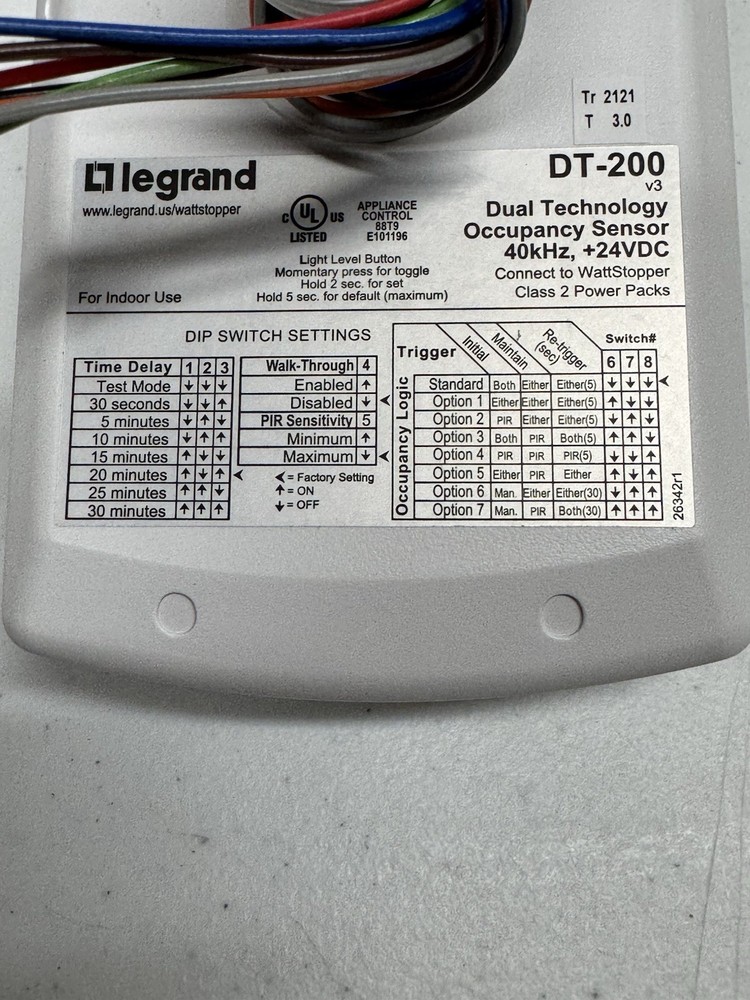 Tr 2121
T 3.0
legrand
www.legrand.us/wattstopper
C UL US
LISTED
APPLIANCE
CONTROL
88T9
E101196
DT-200
v3
Dual Technology
Occupancy Sensor
40kHz, +24VDC
Connect to WattStopper
Class 2 Power Packs
Light Level Button
Momentary press for toggle
Hold 2 sec. for set
Hold 5 sec. for default (maximum)
For Indoor Use
DIP SWITCH SETTINGS
Time Delay 1 2 3
Test Mode
30 seconds
5 minutes
10 minutes
15 minutes
20 minutes
25 minutes
30 minutes
Walk-Through 4
Enabled
Disabled
PIR Sensitivity 5
Minimum
Maximum
= Factory Setting
↑ = ON
↓ = OFF
Occupancy Logic
Trigger Initial Maintain Re-trigger (sec) Switch#
6 7 8
Standard Both Either Either(5)
Option 1 Either Either Either(5)
Option 2 PIR Either Either(5)
Option 3 Both PIR Both(5)
Option 4 PIR PIR PIR(5)
Option 5 Either PIR Either
Option 6 Man. Either Either(30)
Option 7 Man. PIR Both(30)
26342r1